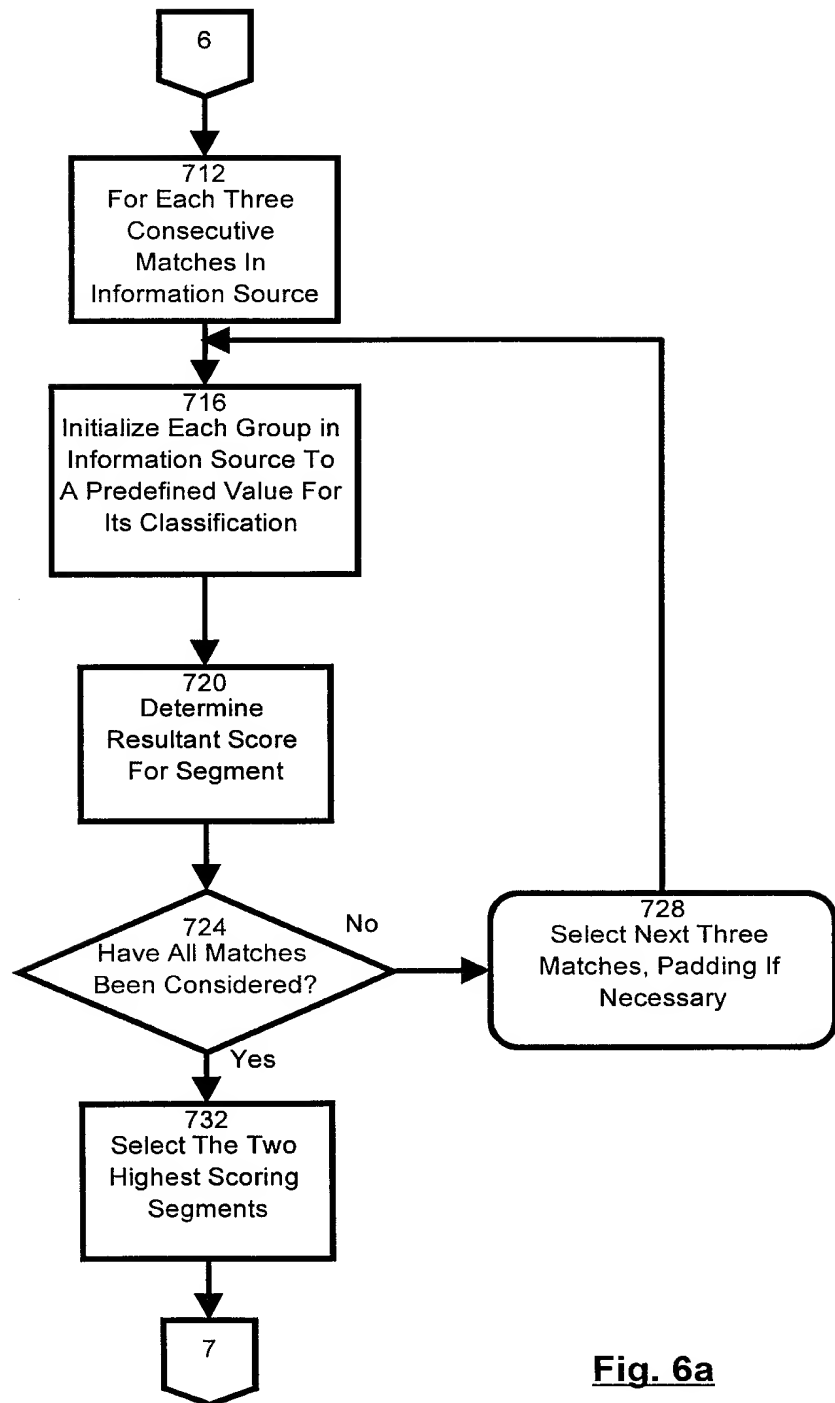 6
712
For Each Three
Consecutive
Matches In
Information Source
716
Initialize Each Group in
Information Source To
A Predefined Value For
Its Classification
720
Determine
Resultant Score
For Segment
724
Have All Matches
Been Considered?
No
728
Select Next Three
Matches, Padding If
Necessary
Yes
732
Select The Two
Highest Scoring
Segments
7
Fig. 6a